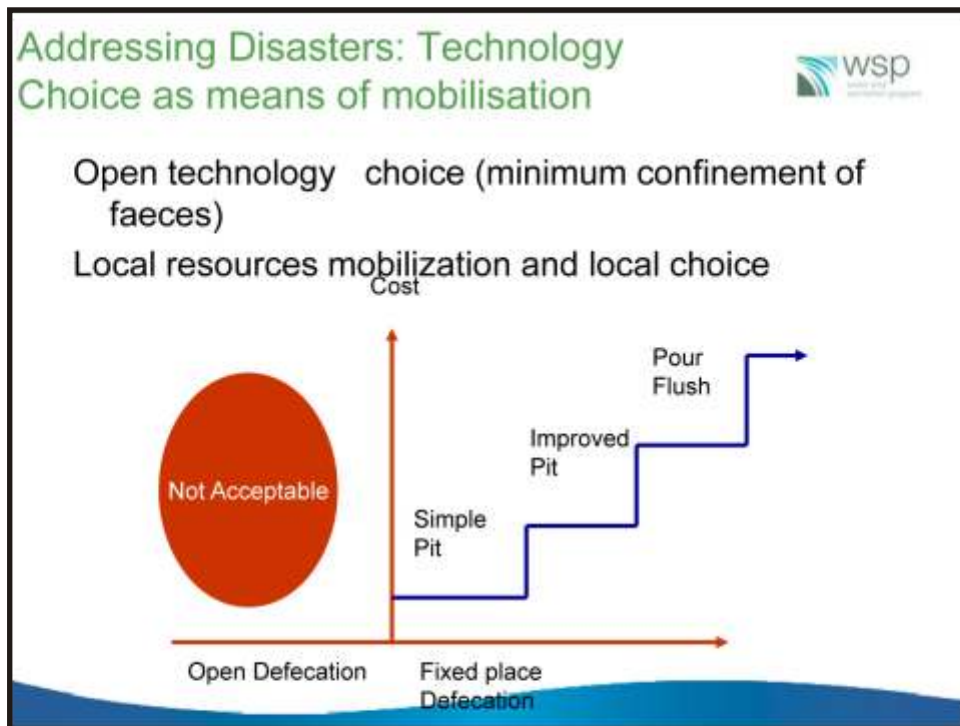 Addressing Disasters: Technology
Choice as means of mobilisation
wsp
Open technology choice (minimum confinement of
faeces)
Local resources mobilization and local choice
Cost
Pour
Flush
Improved
Pit
Not Acceptable
Simple
Pit
Open Defecation
Fixed place
Defecation